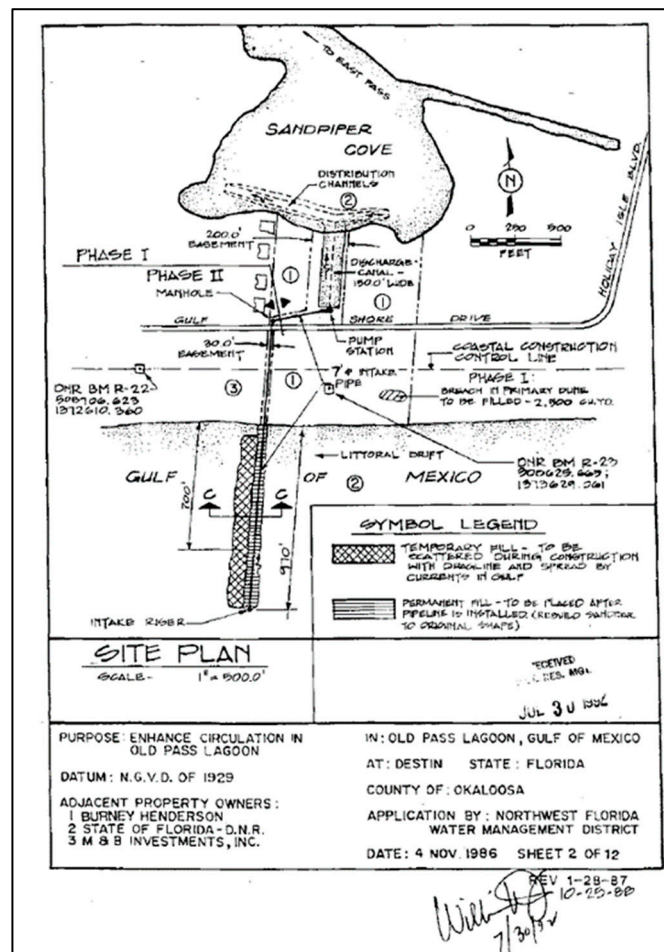 TO EAST PASS
SANDPIPER
COVE
DISTRIBUTION
CHANNELS
②
N
0 250 500
FEET
HOLIDAY ISLE BLVD.
200.0'
EASEMENT
PHASE I
PHASE II
MANHOLE
①
DISCHARGE
CANAL -
150.0' WIDE
①
GULF SHORE DRIVE
30.0'
EASEMENT
PUMP
STATION
COASTAL CONSTRUCTION
CONTROL LINE
7' ⌀ INTAKE
PIPE
PHASE I:
BREACH IN PRIMARY DUNE
TO BE FILLED - 2,500 CU.YD.
DNR BM R-22
1372610.360
③
①
LITTORAL DRIFT
GULF OF MEXICO
②
DNR BM R-23
700'
C C
970'
INTAKE RISER
SYMBOL LEGEND
TEMPORARY FILL - TO BE
SCATTERED DURING CONSTRUCTION
WITH DRAGLINE AND SPREAD BY
CURRENTS IN GULF
PERMANENT FILL - TO BE PLACED AFTER
PIPELINE IS INSTALLED (REBUILD SANDBAR
TO ORIGINAL SHAPE)
SITE PLAN
SCALE- 1" = 500.0'
RES. MGT.
JUL 30 1992
PURPOSE: ENHANCE CIRCULATION IN
OLD PASS LAGOON
DATUM: N.G.V.D. OF 1929
ADJACENT PROPERTY OWNERS:
1 BURNEY HENDERSON
2 STATE OF FLORIDA-D.N.R.
3 M & B INVESTMENTS, INC.
IN: OLD PASS LAGOON, GULF OF MEXICO
AT: DESTIN STATE: FLORIDA
COUNTY OF: OKALOOSA
APPLICATION BY: NORTHWEST FLORIDA
WATER MANAGEMENT DISTRICT
DATE: 4 NOV. 1986 SHEET 2 OF 12
REV 1-28-87
10-25-88
7/30/92